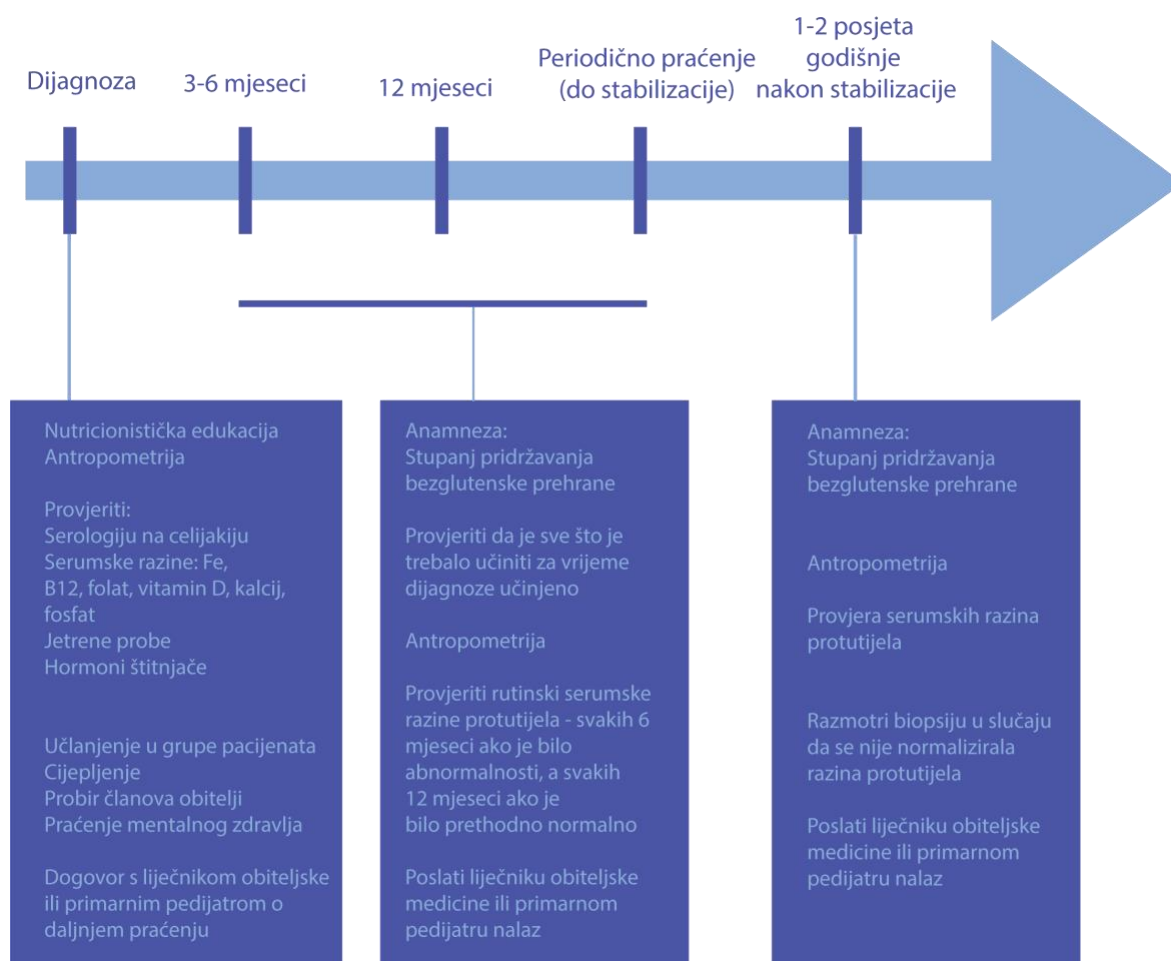 Dijagnoza
3-6 mjeseci
12 mjeseci
Periodično praćenje
(do stabilizacije)
1-2 posjeta
godišnje
nakon stabilizacije
Nutricionistička edukacija
Antropometrija
Provjeriti:
Serologiju na celijakiju
Serumske razine: Fe,
B12, folat, vitamin D, kalcij,
fosfat
Jetrene probe
Hormoni štitnjače
Učlanjenje u grupe pacijenata
Cijepljenje
Probir članova obitelji
Praćenje mentalnog zdravlja
Dogovor s liječnikom obiteljske
ili primarnim pedijatrom o
daljnjem praćenju
Anamneza:
Stupanj pridržavanja
bezglutenske prehrane
Provjeriti da je sve što je
trebalo učiniti za vrijeme
dijagnoze učinjeno
Antropometrija
Provjeriti rutinski serumske
razine protutijela - svakih 6
mjeseci ako je bilo
abnormalnosti, a svakih
12 mjeseci ako je
bilo prethodno normalno
Poslati liječniku obiteljske
medicine ili primarnom
pedijatru nalaz
Anamneza:
Stupanj pridržavanja
bezglutenske prehrane
Antropometrija
Provjera serumskih razina
protutijela
Razmotri biopsiju u slučaju
da se nije normalizirala
razina protutijela
Poslati liječniku obiteljske
medicine ili primarnom
pedijatru nalaz